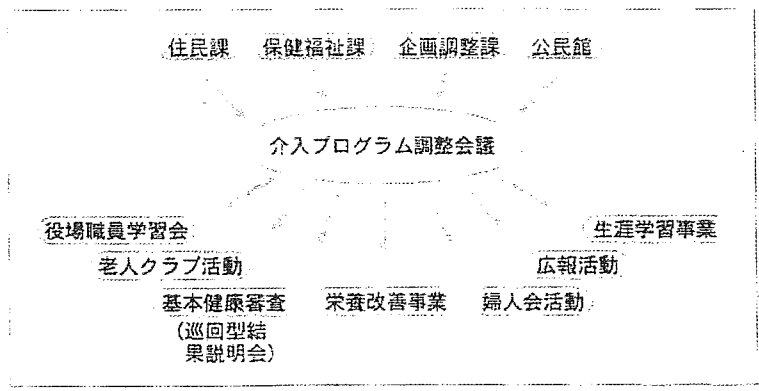 住民課 保健福祉課 企画調整課 公民館
介入プログラム調整会議
役場職員学習会 生涯学習事業
老人クラブ活動 広報活動
基本健康審査 栄養改善事業 婦人会活動
(巡回型結
果説明会)